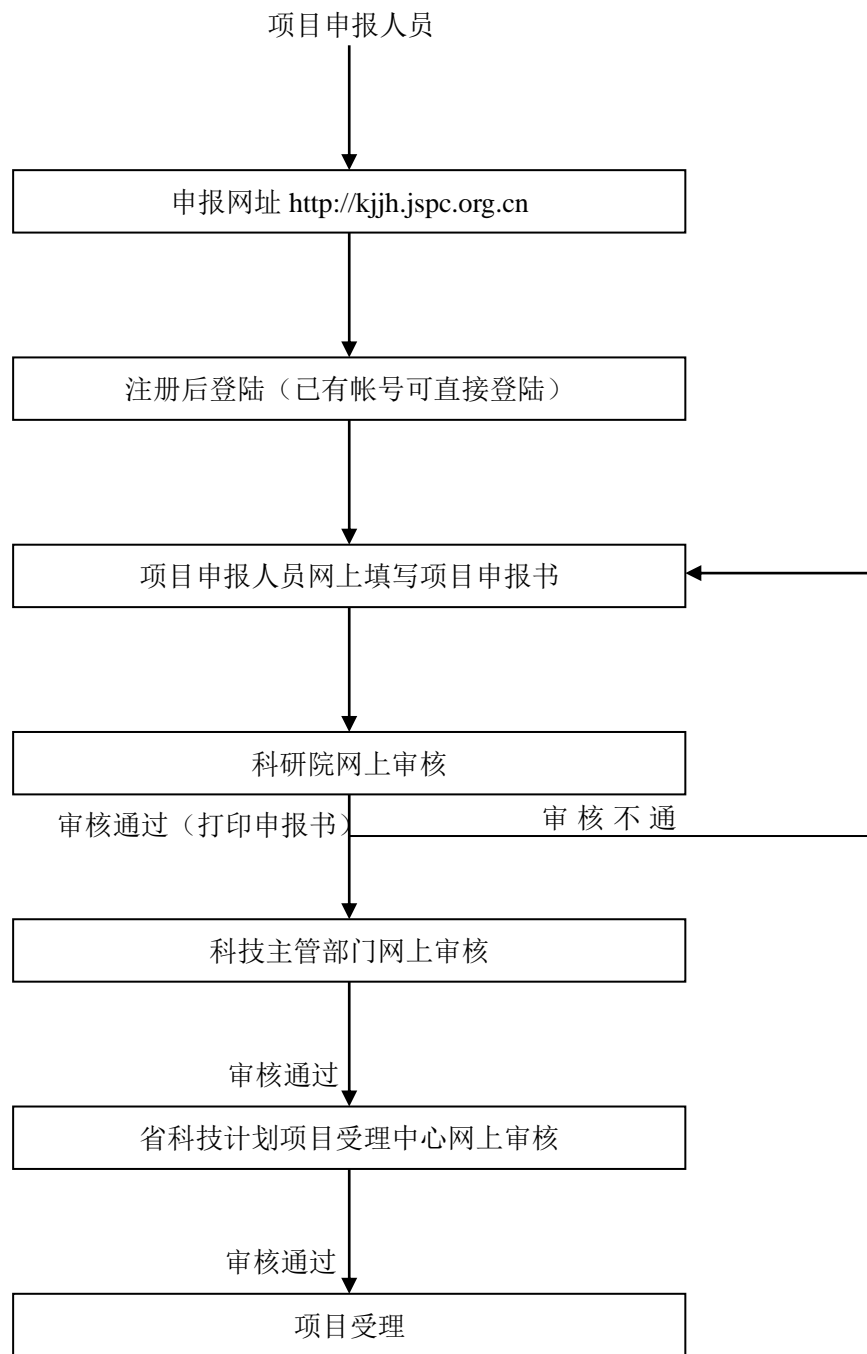 项目申报人员
申报网址 http://kjjh.jspc.org.cn
注册后登陆（已有帐号可直接登陆）
项目申报人员网上填写项目申报书
科研院网上审核
审核通过（打印申报书）
审 核 不 通
科技主管部门网上审核
审核通过
省科技计划项目受理中心网上审核
审核通过
项目受理